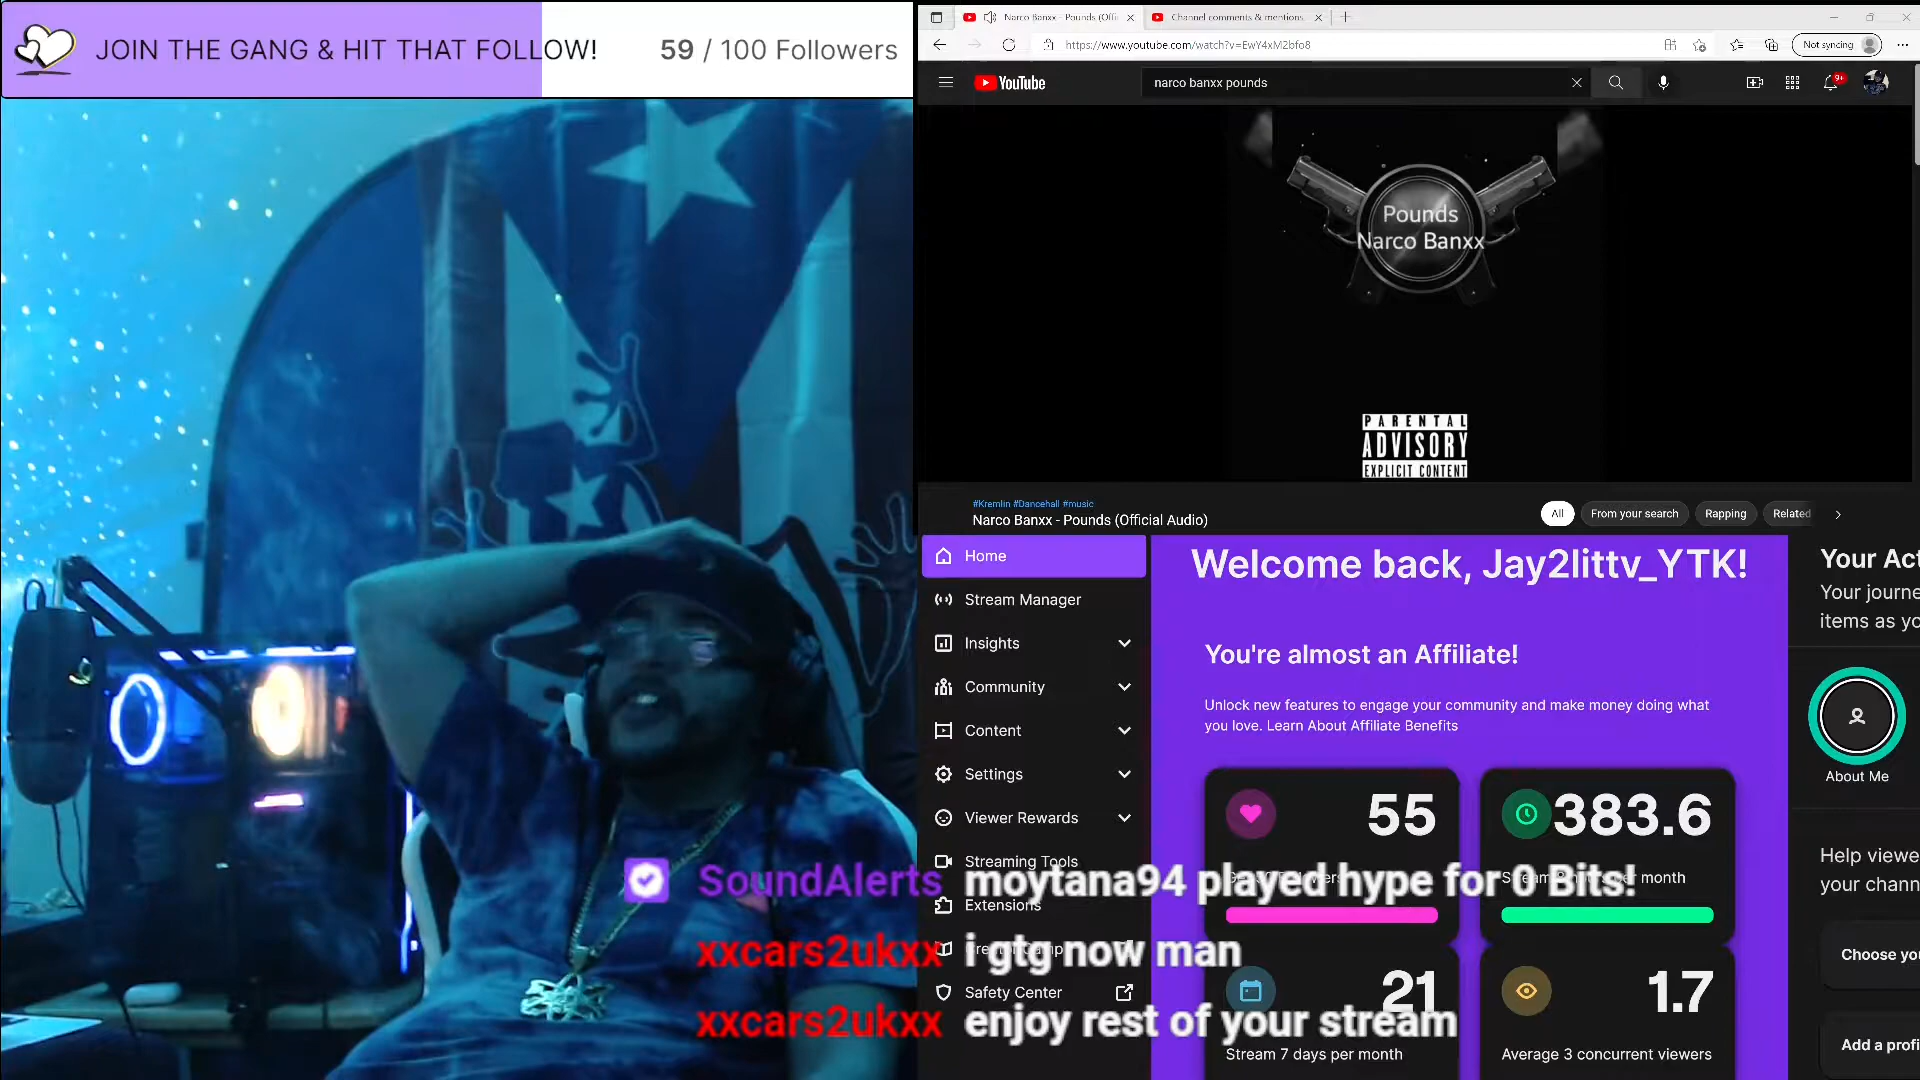 JOIN THE GANG & HIT THAT FOLLOW!
59 / 100 Followers
Narco Banxx - Pounds (Offi
Channel comments & mentions
https://www.youtube.com/watch?v=EwY4xM2bfo8
Not syncing
YouTube
narco banxx pounds
9+
Pounds
Narco Banxx
PARENTAL
ADVISORY
EXPLICIT CONTENT
#Kremlin #Dancehall #music
Narco Banxx - Pounds (Official Audio)
All
From your search
Rapping
Related
Home
Stream Manager
Insights
Community
Content
Settings
Viewer Rewards
Streaming Tools
Extensions
Safety Center
Welcome back, Jay2littv_YTK!
You're almost an Affiliate!
Unlock new features to engage your community and make money doing what
you love. Learn About Affiliate Benefits
55
383.6
per month
21
Stream 7 days per month
1.7
Average 3 concurrent viewers
Your Act
Your journe
items as yo
About Me
Help viewe
your chann
Choose you
Add a profi
SoundAlerts moytana94 played hype for 0 Bits!
xxcars2ukxx i gtg now man
xxcars2ukxx enjoy rest of your stream